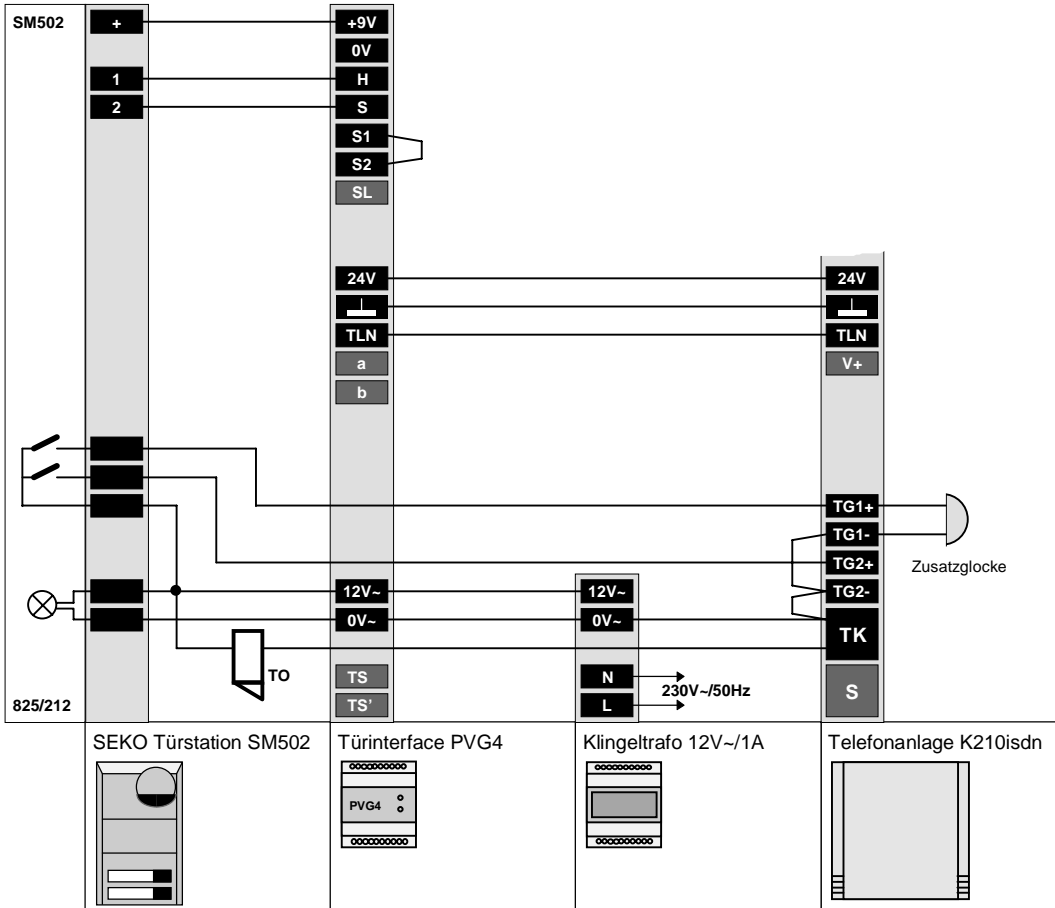 SM502 + +9V
0V
1 H
2 S
S1
S2
SL
24V 24V
TLN TLN
a V+
b
TG1+
TG1-
TG2+ Zusatzglocke
12V~ 12V~ TG2-
0V~ 0V~ TK
TO TS N 230V~/50Hz S
825/212 TS' L
SEKO Türstation SM502 Türinterface PVG4 Klingeltrafo 12V~/1A Telefonanlage K210isdn
PVG4